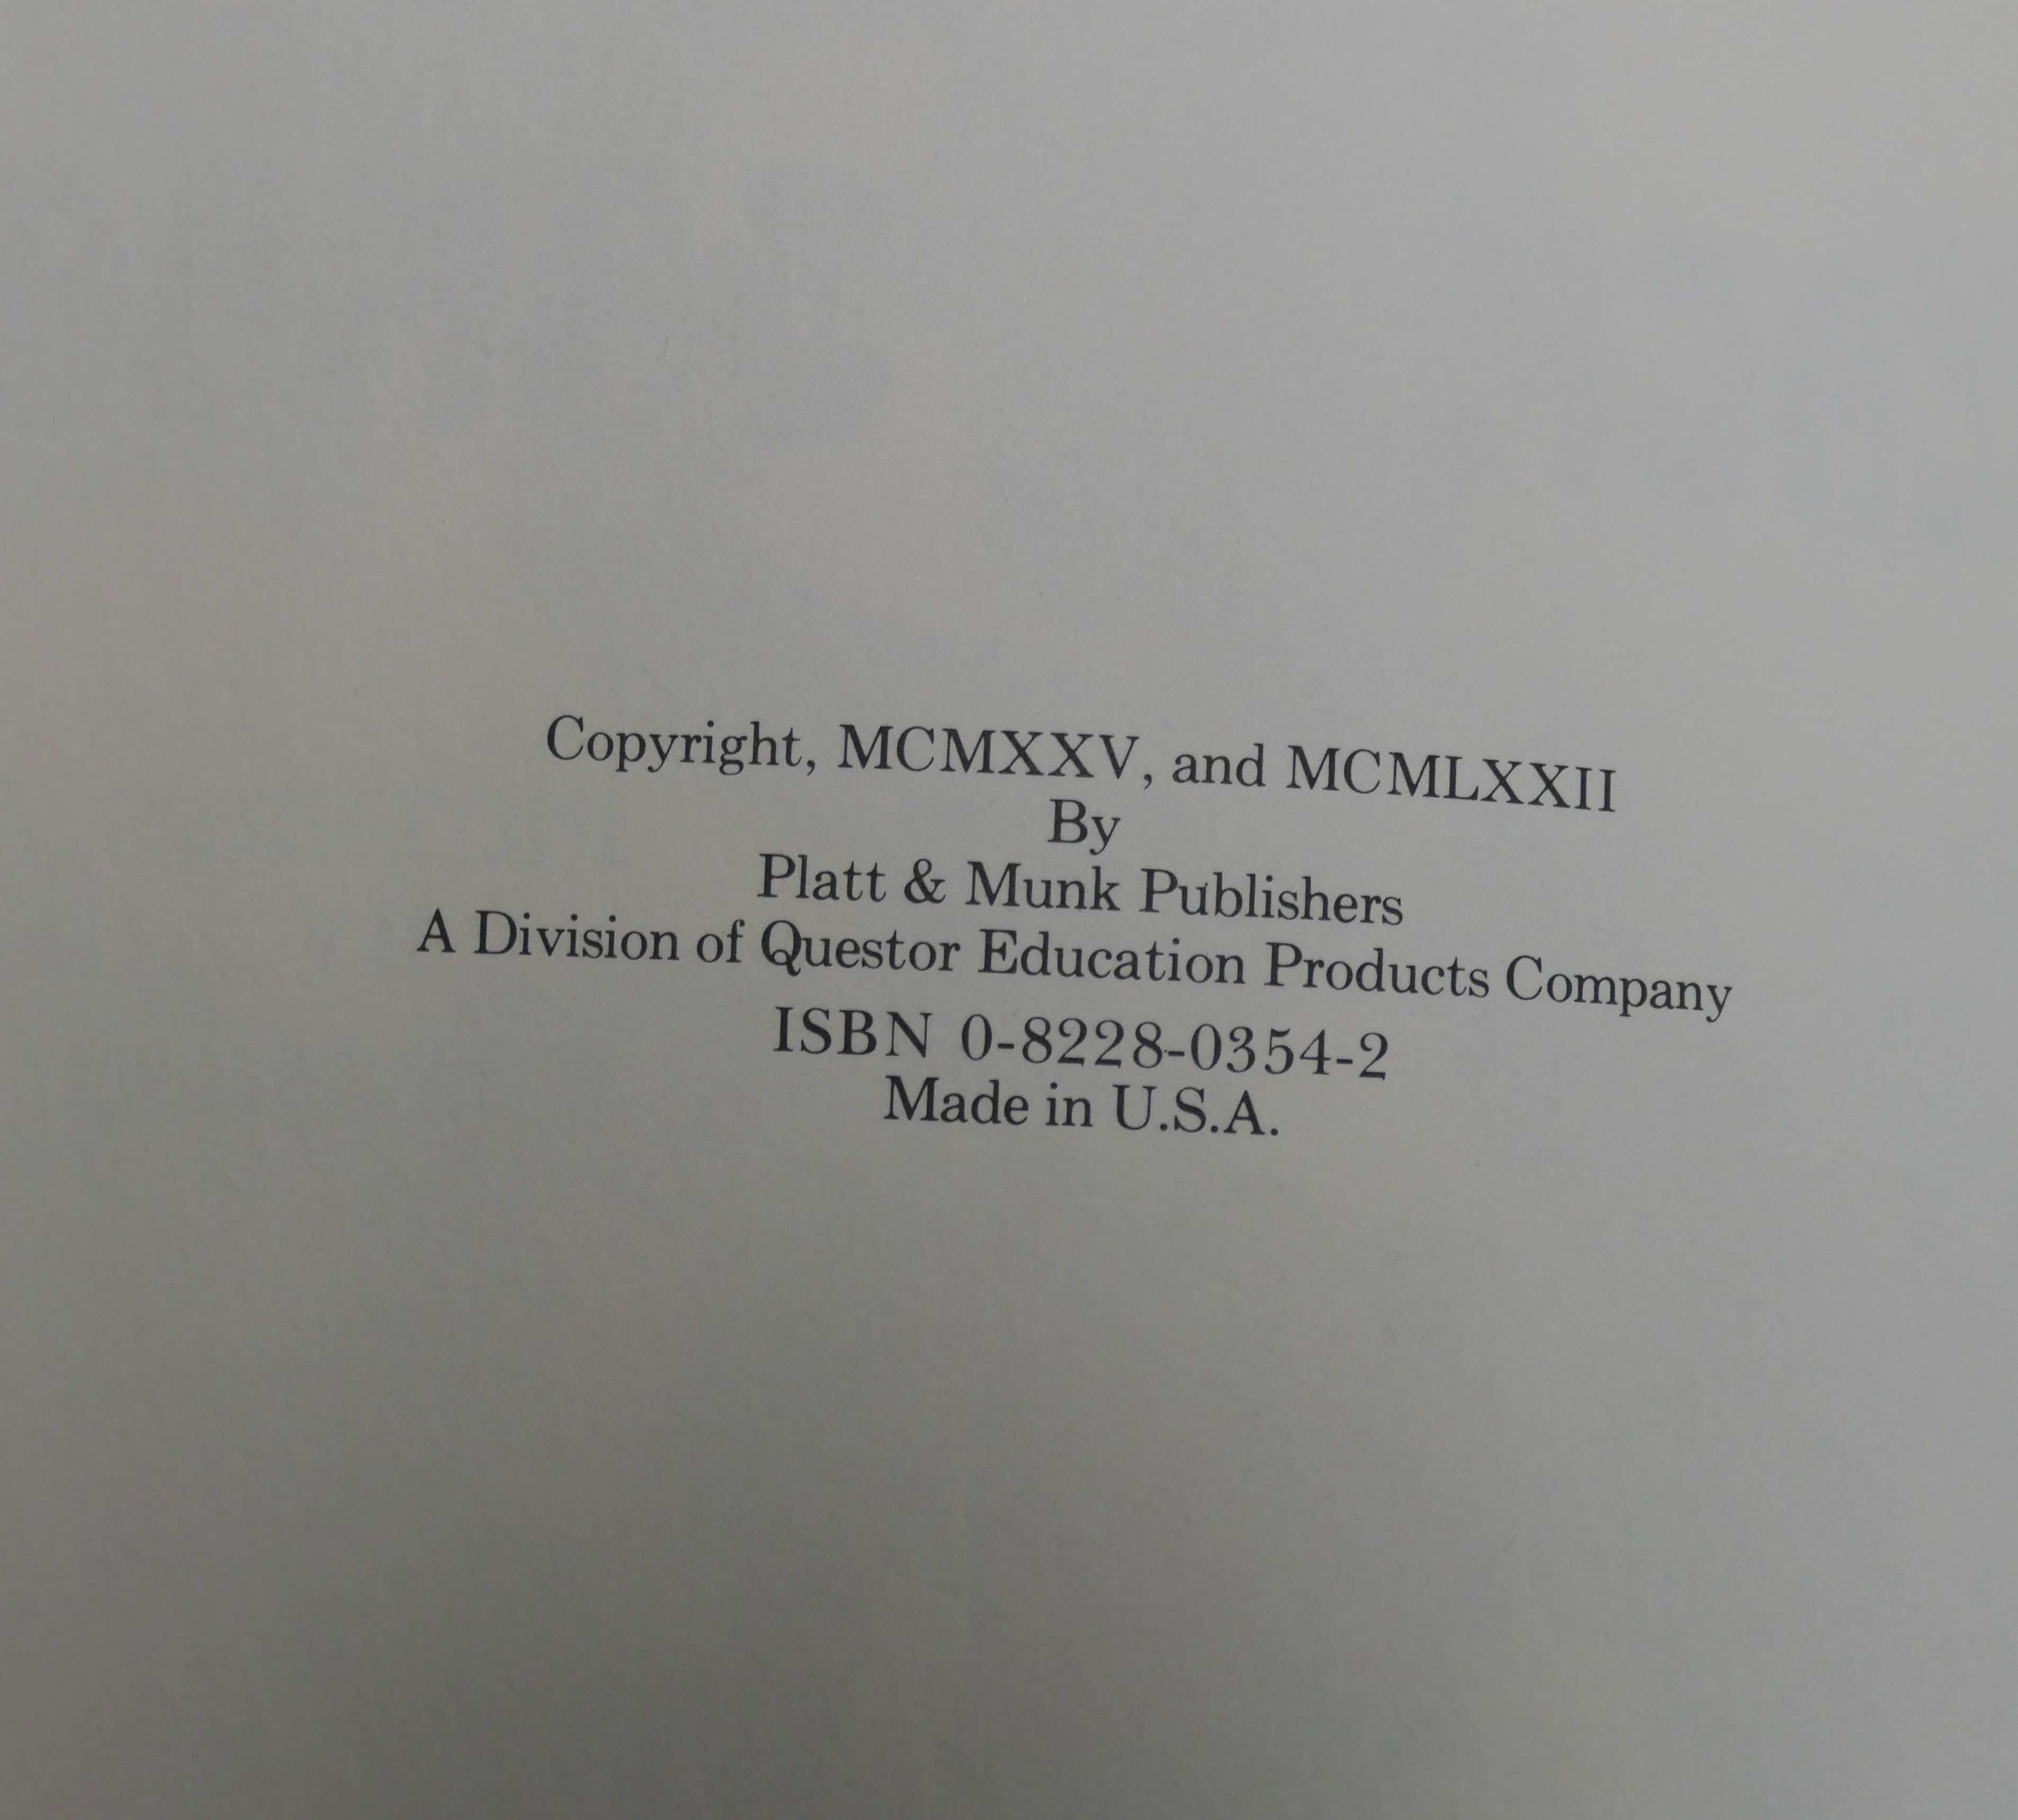 Copyright, MCMXXV, and MCMLXXII
By
Platt & Munk Publishers
A Division of Questor Education Products Company
ISBN 0-8228-0354-2
Made in U.S.A.